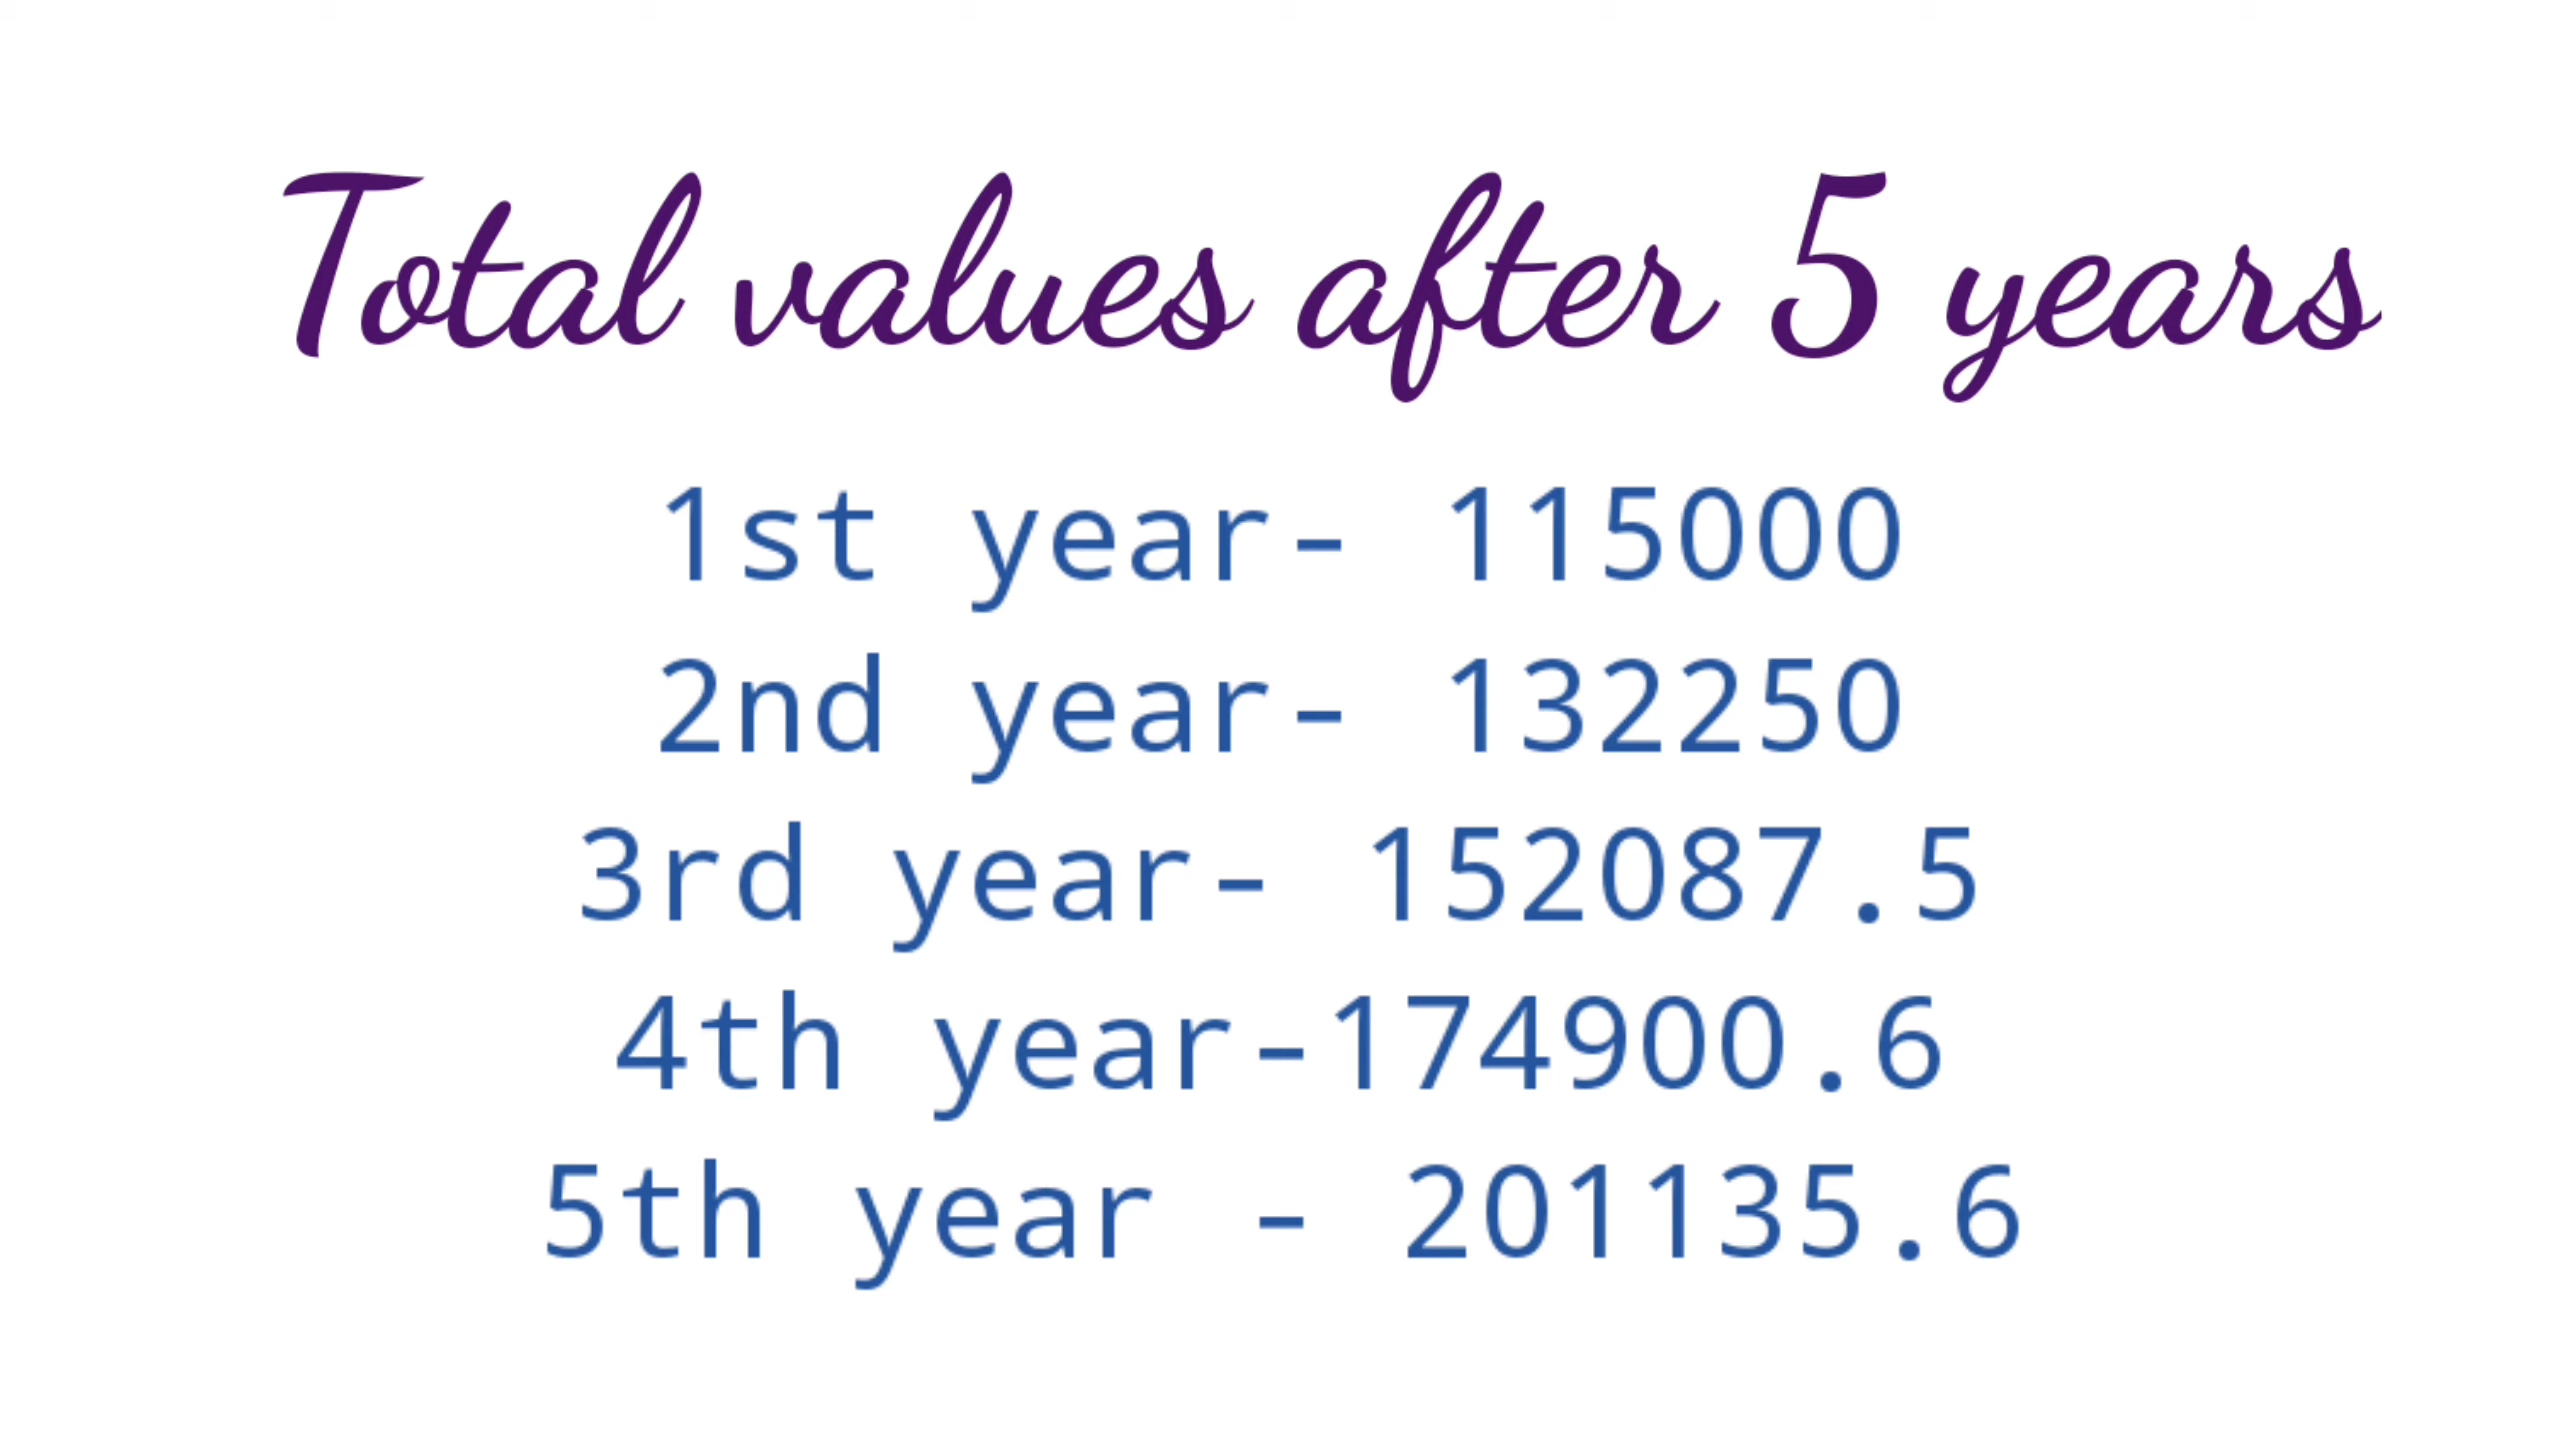 Total values after 5 years
1st year- 115000
2nd year- 132250
3rd year- 152087.5
4th year-174900.6
5th year - 201135.6